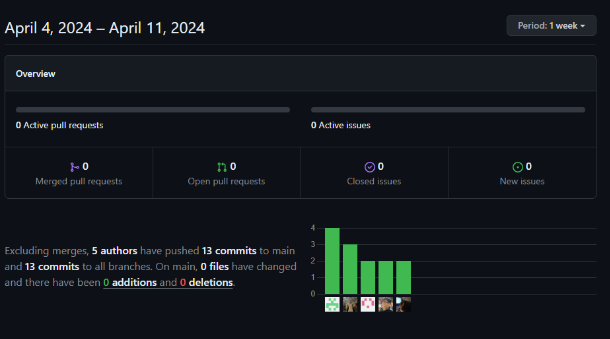 April 4, 2024 – April 11, 2024
Period: 1 week
Overview
0 Active pull requests
0 Active issues
0
Merged pull requests
0
Open pull requests
0
Closed issues
0
New issues
Excluding merges, 5 authors have pushed 13 commits to main
and 13 commits to all branches. On main, 0 files have changed
and there have been 0 additions and 0 deletions.
4
3
2
1
0